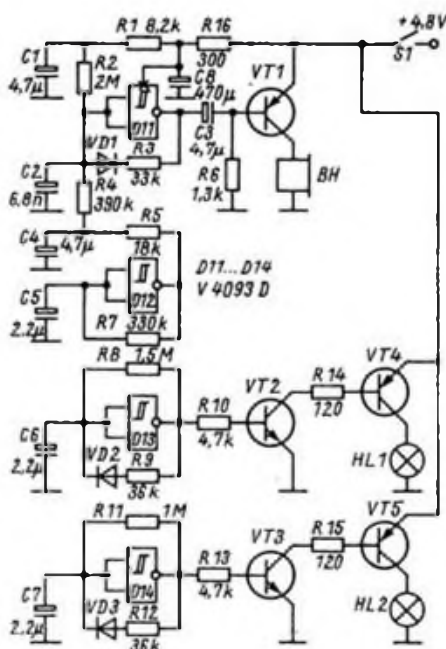 R1 8,2k R16 +4,8V
C1 R2 300 S1
4,7μ 2M C8 VT1
470μ
D11 C3
VD1 R3 4,7μ
C2 33k R6 BH
6,8n R4 1,3k
390k
C4 4,7μ R5
18k D11...D14
C5 D12 V 4093 D
2,2μ R7 330k
R8 1,5M
VT2 R14 VT4
D13 R10 120
C6 VD2 4,7k
2,2μ R9 HL1
36k
R11 1M VT5
VT3 R15
D14 R13 120
C7 VD3 4,7k
2,2μ R12 HL2
36k